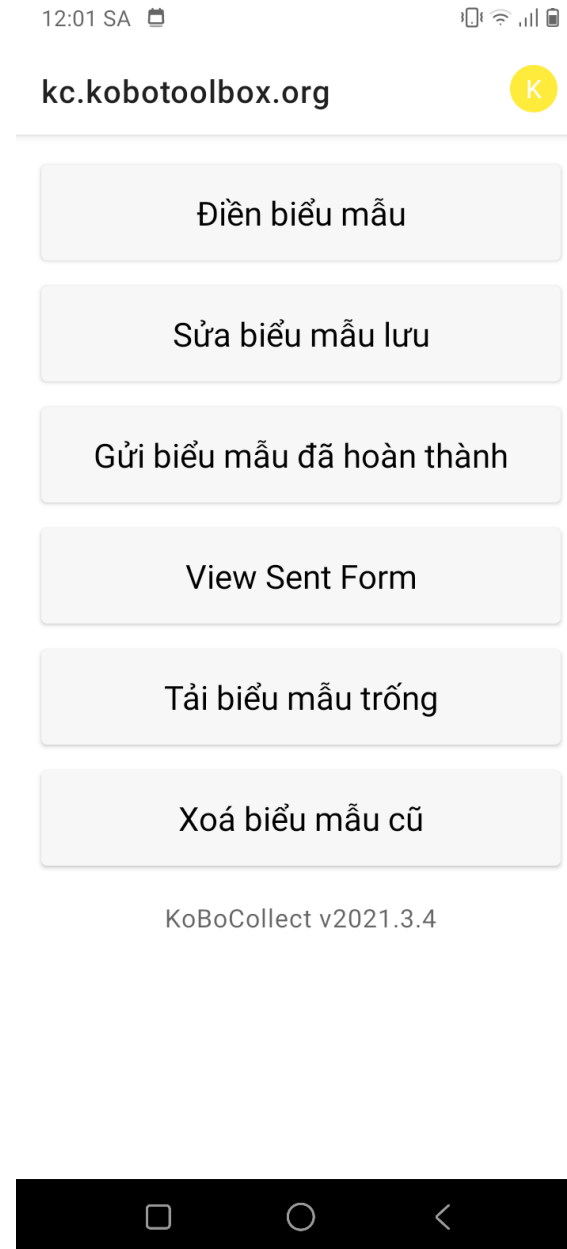 12:01 SA
kc.kobotoolbox.org
K
Điền biểu mẫu
Sửa biểu mẫu lưu
Gửi biểu mẫu đã hoàn thành
View Sent Form
Tải biểu mẫu trống
Xoá biểu mẫu cũ
KoBoCollect v2021.3.4